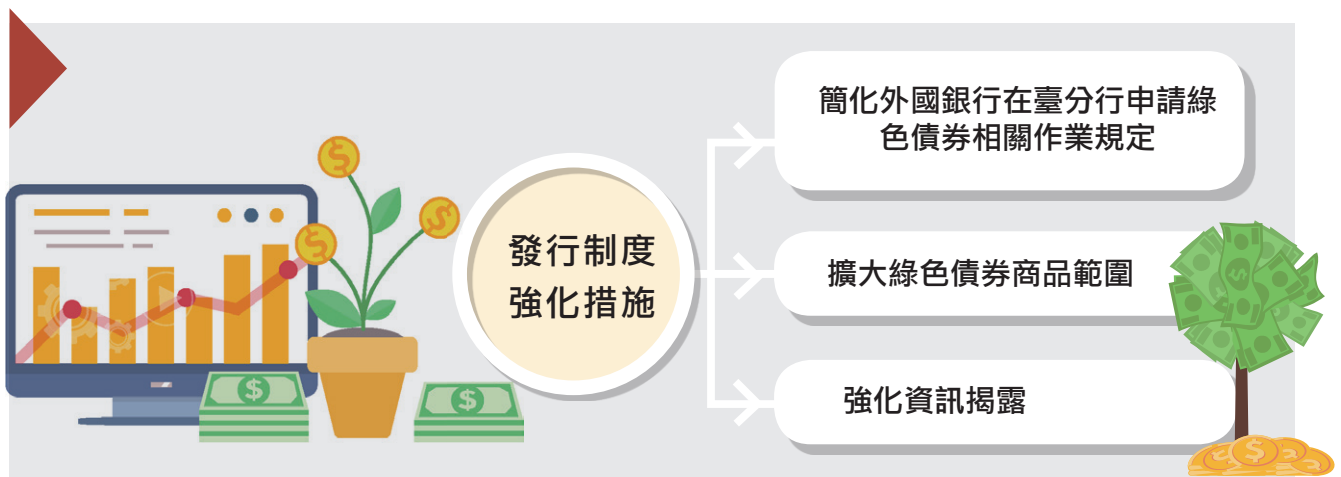 發行制度
強化措施
簡化外國銀行在臺分行申請綠
色債券相關作業規定
擴大綠色債券商品範圍
強化資訊揭露